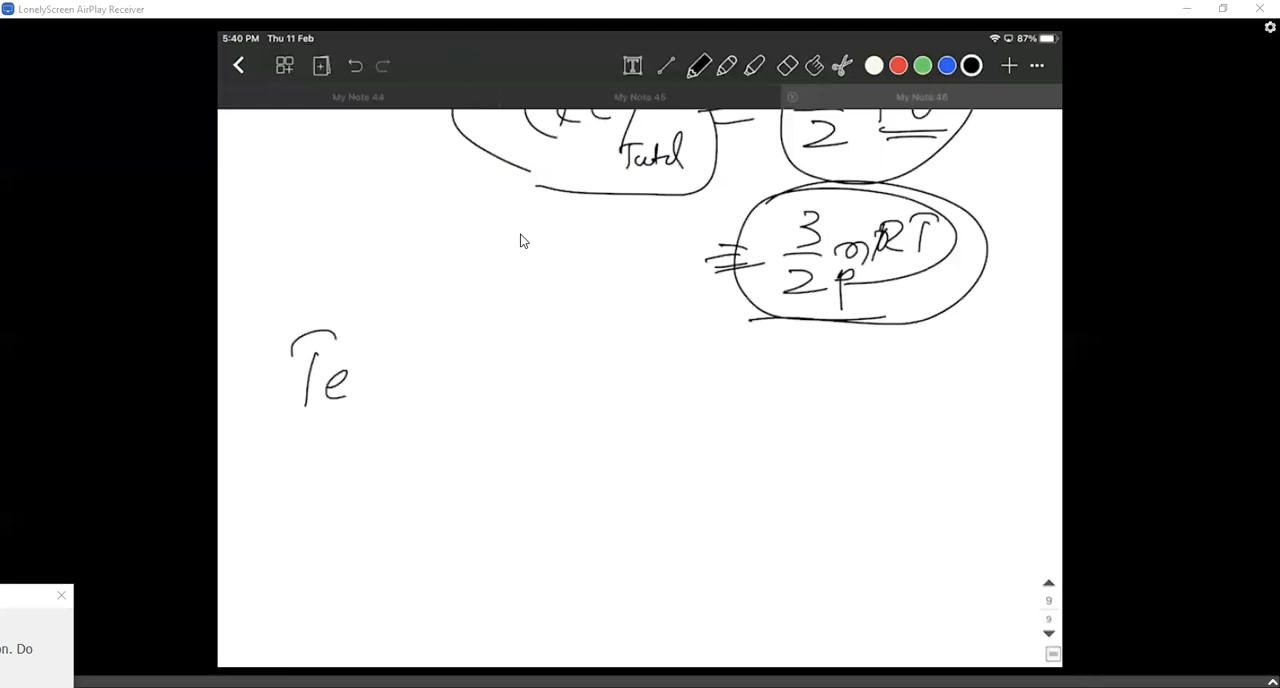 LonelyScreen AirPlay Receiver
5:40 PM Thu 11 Feb
87%
T
My Note 44
My Note 45
My Note 46
= 2
Total
= 3/2 nRT
Te
9
9
on. Do